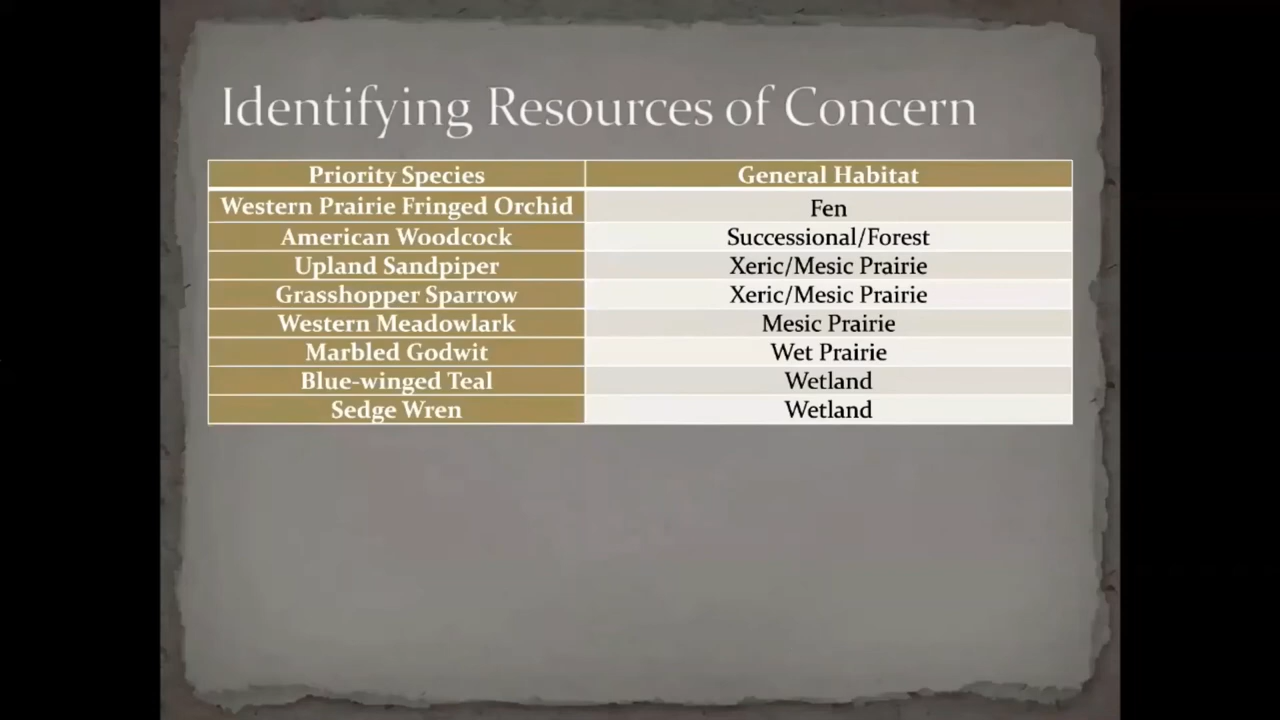 Identifying Resources of Concern
Priority Species General Habitat
Western Prairie Fringed Orchid Fen
American Woodcock Successional/Forest
Upland Sandpiper Xeric/Mesic Prairie
Grasshopper Sparrow Xeric/Mesic Prairie
Western Meadowlark Mesic Prairie
Marbled Godwit Wet Prairie
Blue-winged Teal Wetland
Sedge Wren Wetland